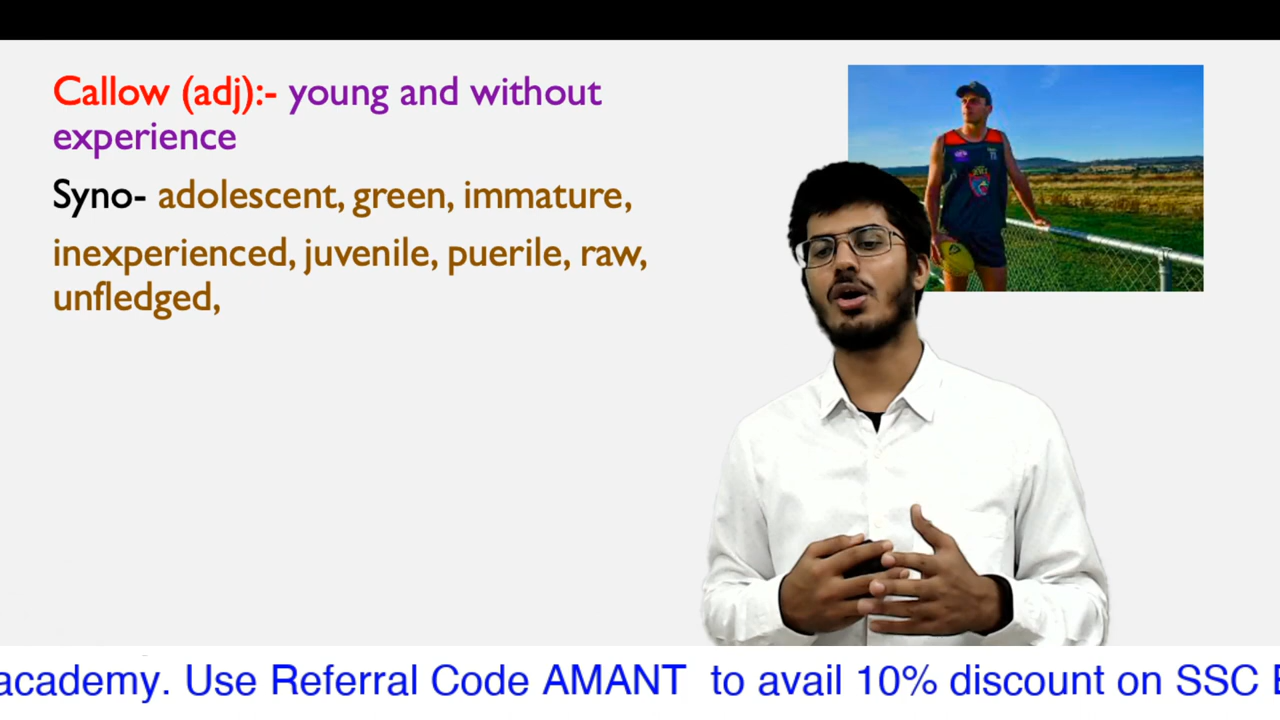 Callow (adj):- young and without
experience
Syno- adolescent, green, immature,
inexperienced, juvenile, puerile, raw,
unfledged,
academy. Use Referral Code AMANT to avail 10% discount on SSC